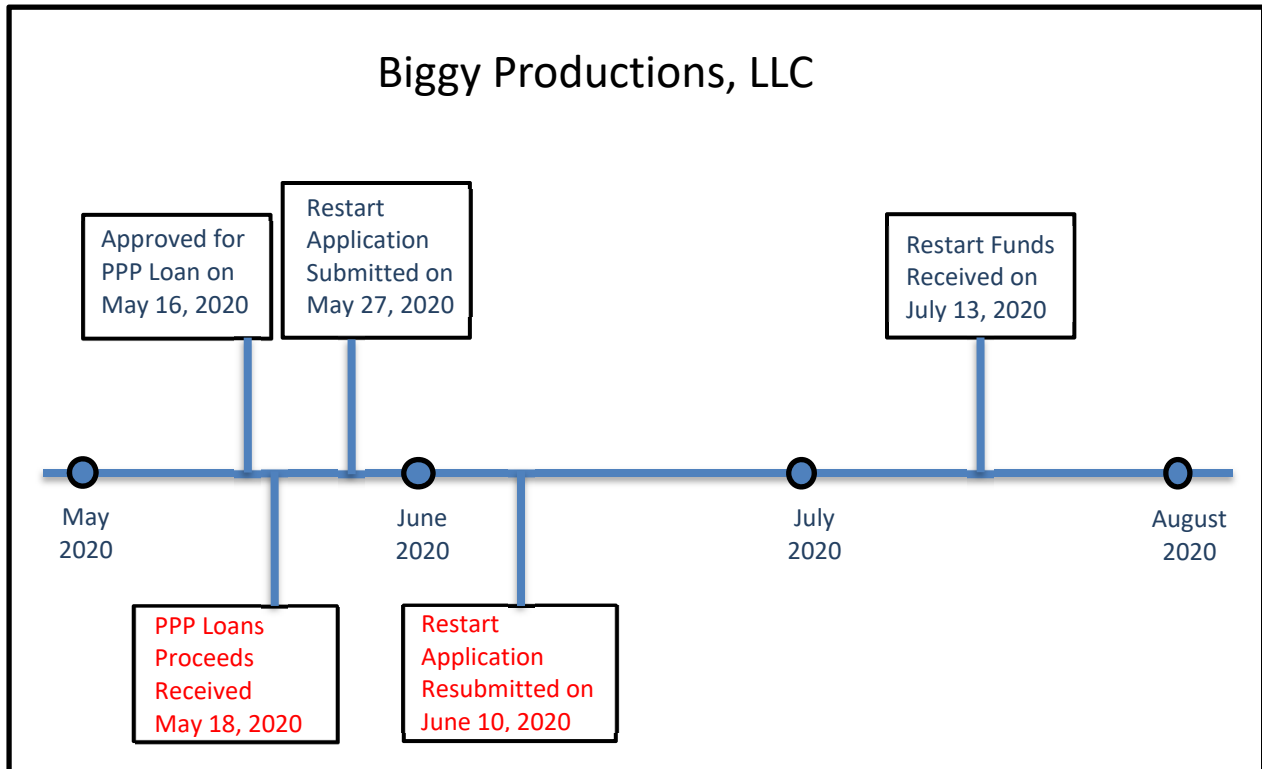 Biggy Productions, LLC
Approved for
PPP Loan on
May 16, 2020
Restart
Application
Submitted on
May 27, 2020
Restart Funds
Received on
July 13, 2020
May
2020
June
2020
July
2020
August
2020
PPP Loans
Proceeds
Received
May 18, 2020
Restart
Application
Resubmitted on
June 10, 2020